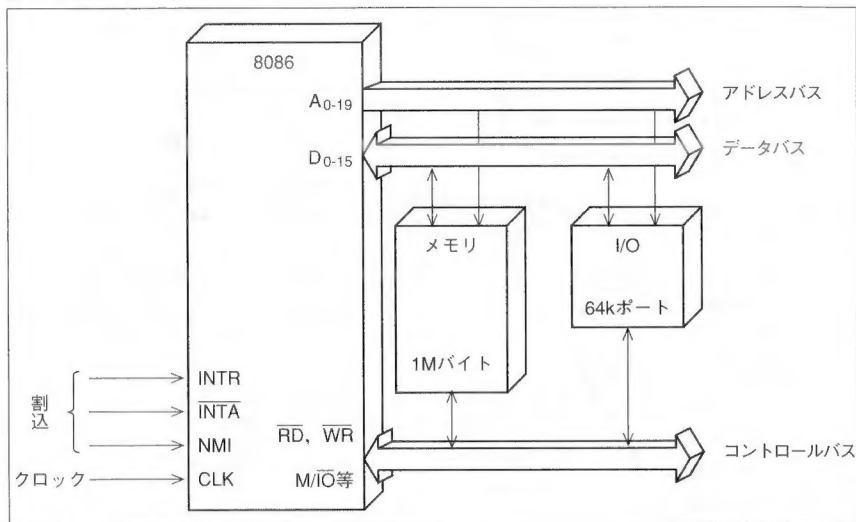 8086
A0-19
アドレスバス
D0-15
データバス
メモリ
I/O
64kポート
1Mバイト
割込
INTR
INTA
NMI
RD, WR
コントロールバス
クロック
CLK
M/IO等